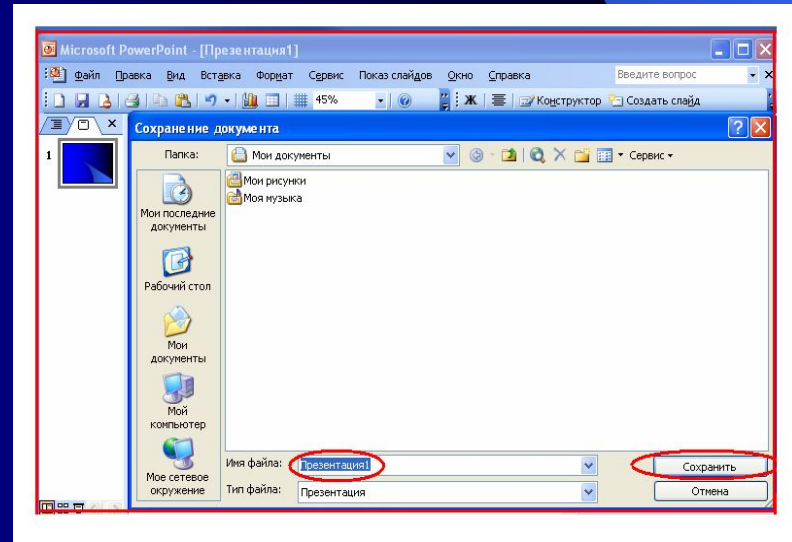 Microsoft PowerPoint - [Презентация1]
Файл Правка Вид Вставка Формат Сервис Показ слайдов Окно Справка Введите вопрос
45% Ж Конструктор Создать слайд
Сохранение документа
1
Папка: Мои документы Сервис
Мои рисунки
Моя музыка
Мои последние
документы
Рабочий стол
Мои
документы
Мой
компьютер
Мое сетевое
окружение
Имя файла: Презентация1 Сохранить
Тип файла: Презентация Отмена